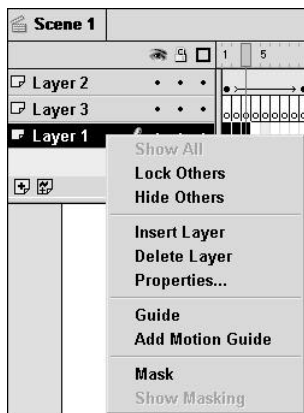 Scene 1
1 5
Layer 2
Layer 3
Layer 1
Show All
Lock Others
Hide Others
Insert Layer
Delete Layer
Properties...
Guide
Add Motion Guide
Mask
Show Masking